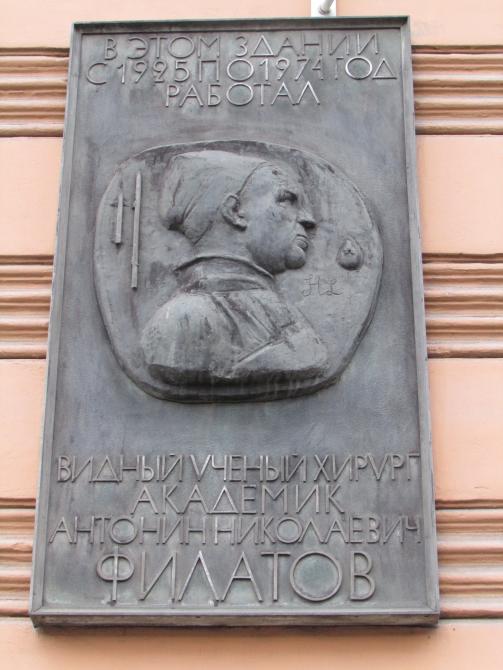 В ЭТОМ ЗДАНИИ
С 1925 ПО 1974 ГОД
РАБОТАЛ
ВИДНЫЙ УЧЕНЫЙ ХИРУРГ
АКАДЕМИК
АНТОНИН НИКОЛАЕВИЧ
ФИЛАТОВ